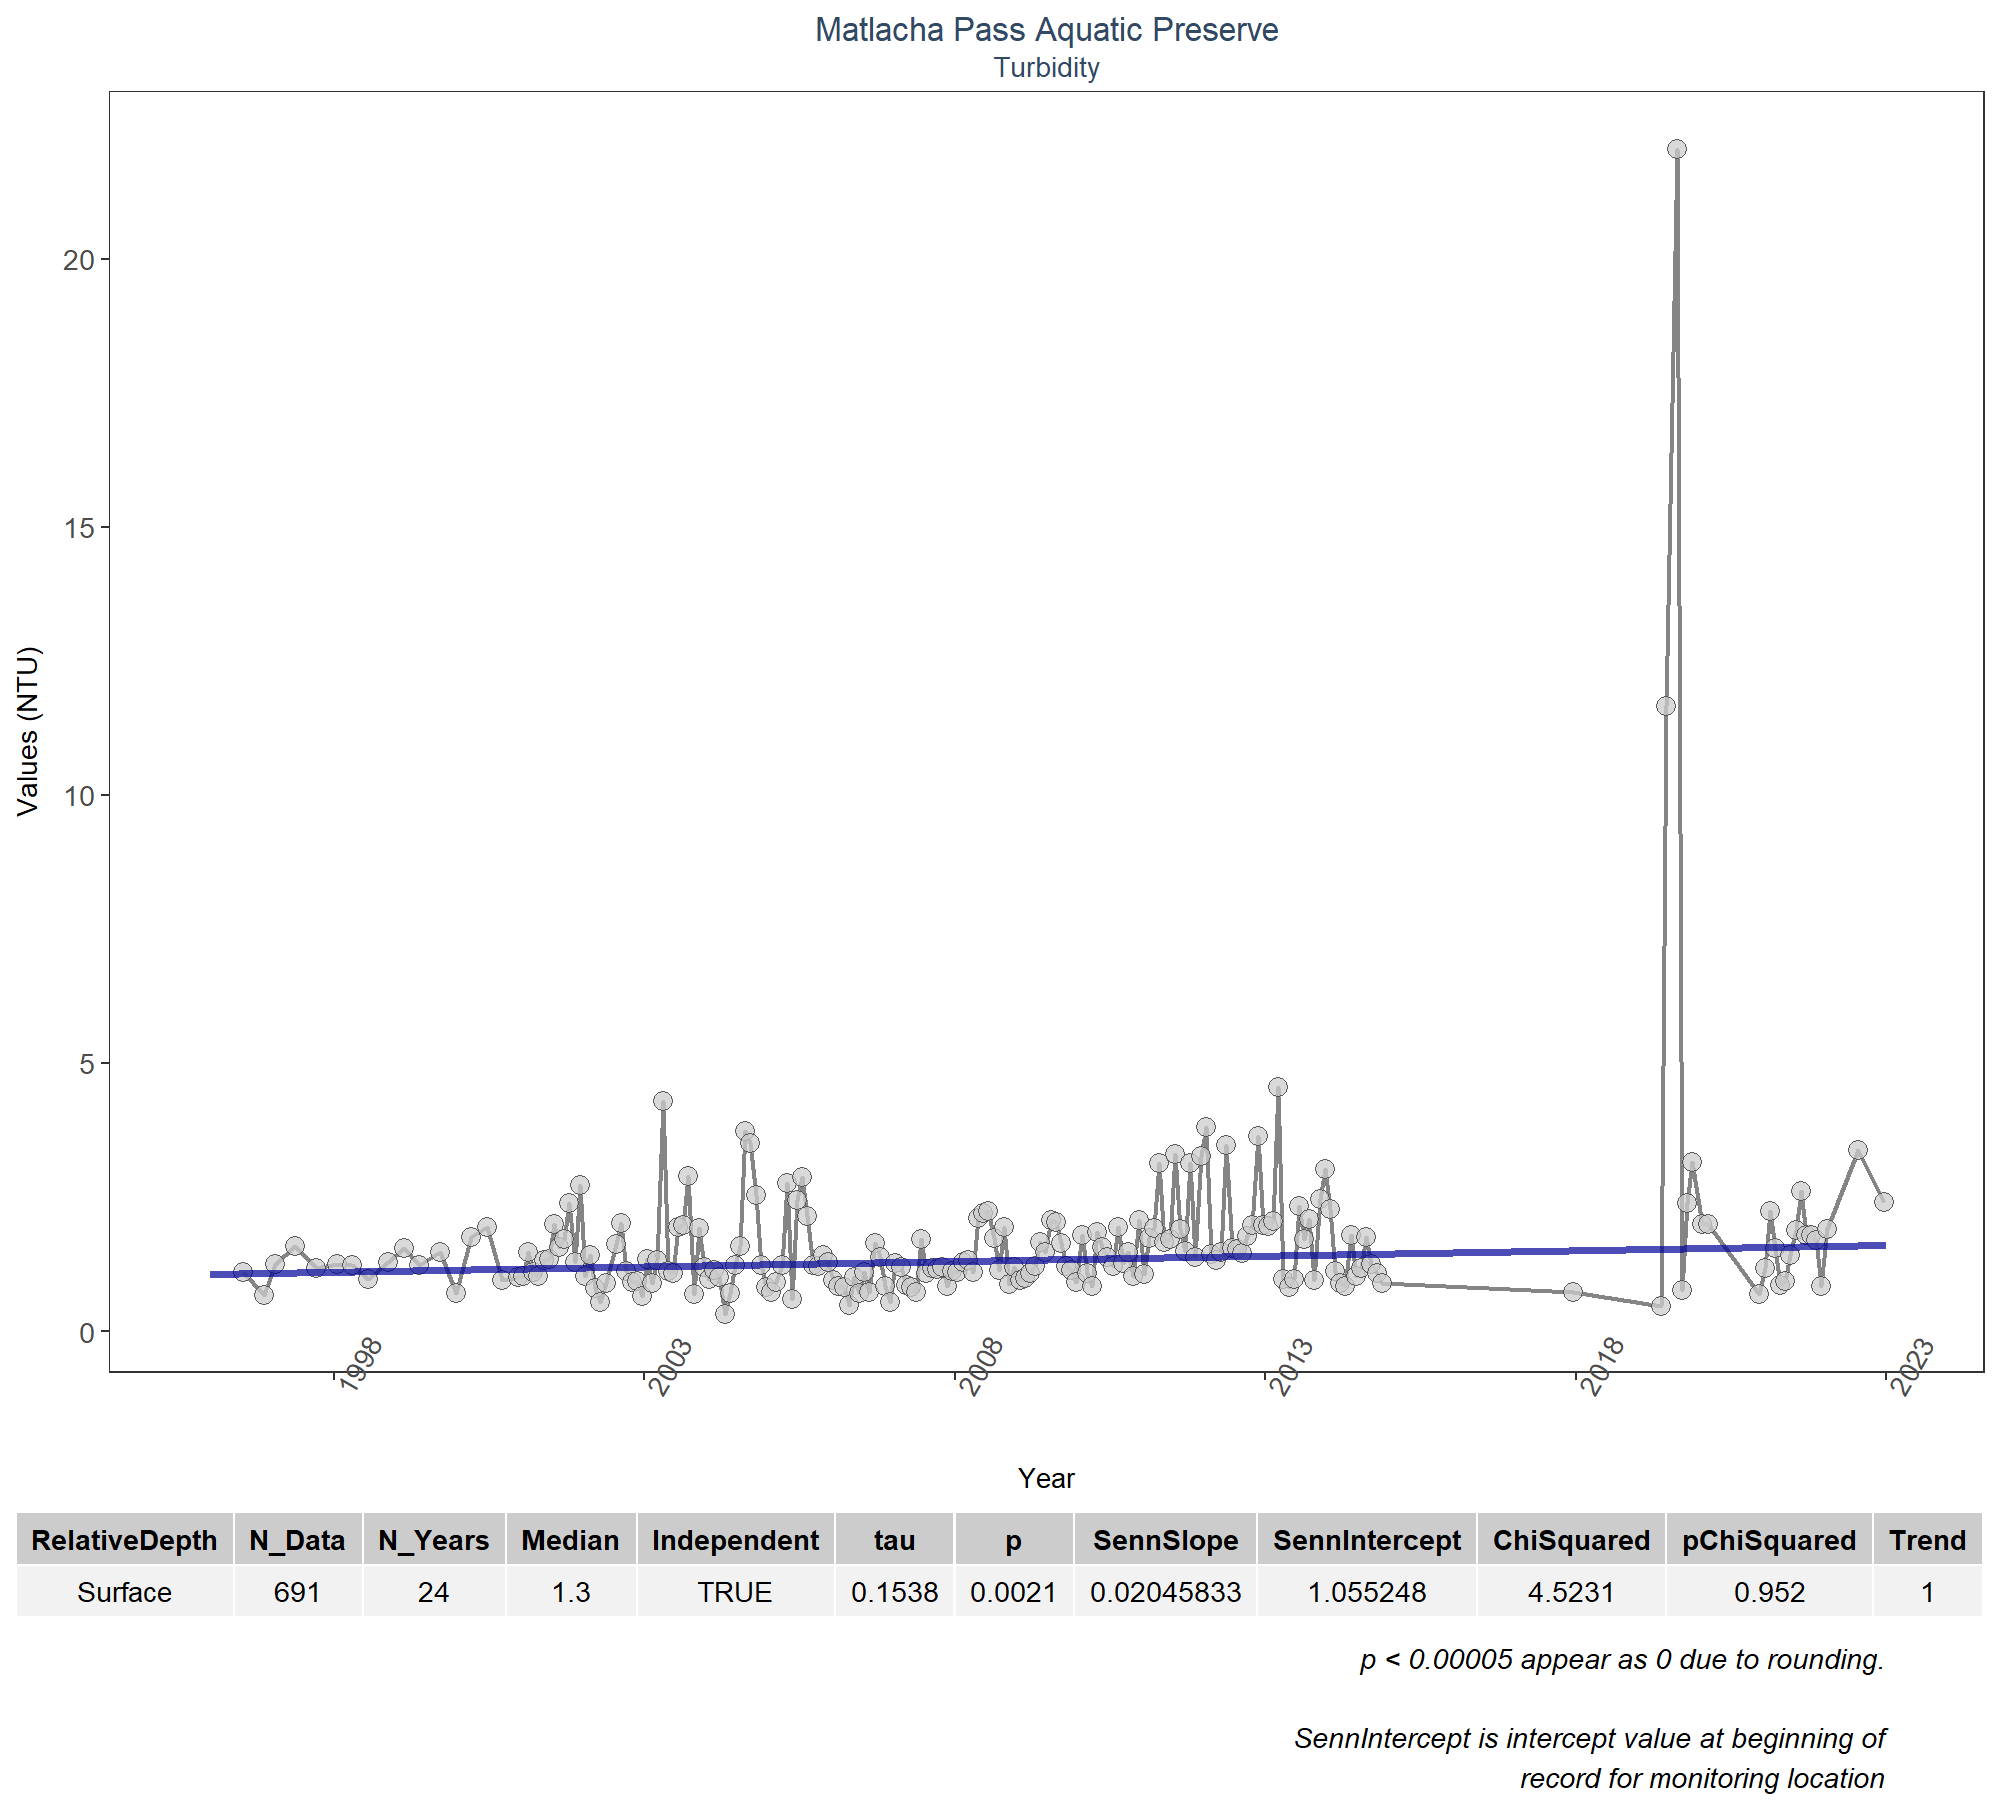 Matlacha Pass Aquatic Preserve
Turbidity
Values (NTU)
20
15
10
5
0
1998 2003 2008 2013 2018 2023
Year
RelativeDepth N_Data N_Years Median Independent tau p SennSlope SennIntercept ChiSquared pChiSquared Trend
Surface 691 24 1.3 TRUE 0.1538 0.0021 0.02045833 1.055248 4.5231 0.952 1
p < 0.00005 appear as 0 due to rounding.
SennIntercept is intercept value at beginning of
record for monitoring location